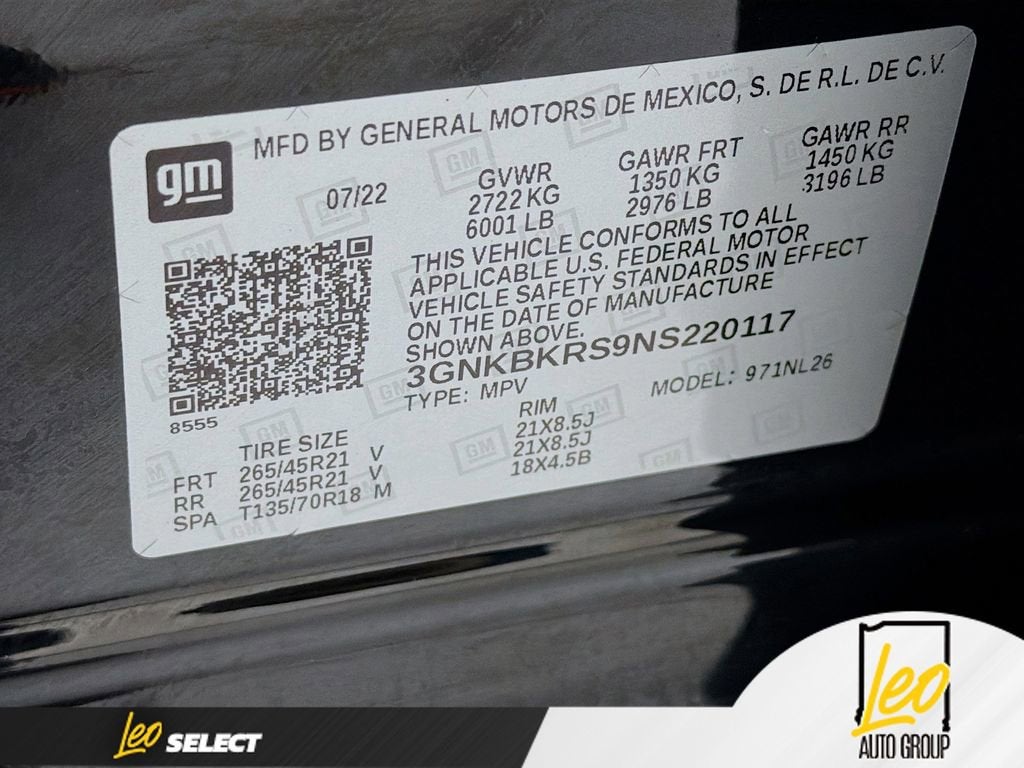 gm
MFD BY GENERAL MOTORS DE MEXICO, S. DE R.L. DE C.V.
07/22
GVWR
2722 KG
6001 LB
GAWR FRT
1350 KG
2976 LB
GAWR RR
1450 KG
3196 LB
THIS VEHICLE CONFORMS TO ALL
APPLICABLE U.S. FEDERAL MOTOR
VEHICLE SAFETY STANDARDS IN EFFECT
ON THE DATE OF MANUFACTURE
SHOWN ABOVE.
3GNKBKRS9NS220117
TYPE: MPV
MODEL: 971NL26
8555
TIRE SIZE
RIM
FRT 265/45R21 V 21X8.5J
RR 265/45R21 V 21X8.5J
SPA T135/70R18 M 18X4.5B
Leo SELECT
Leo
AUTO GROUP